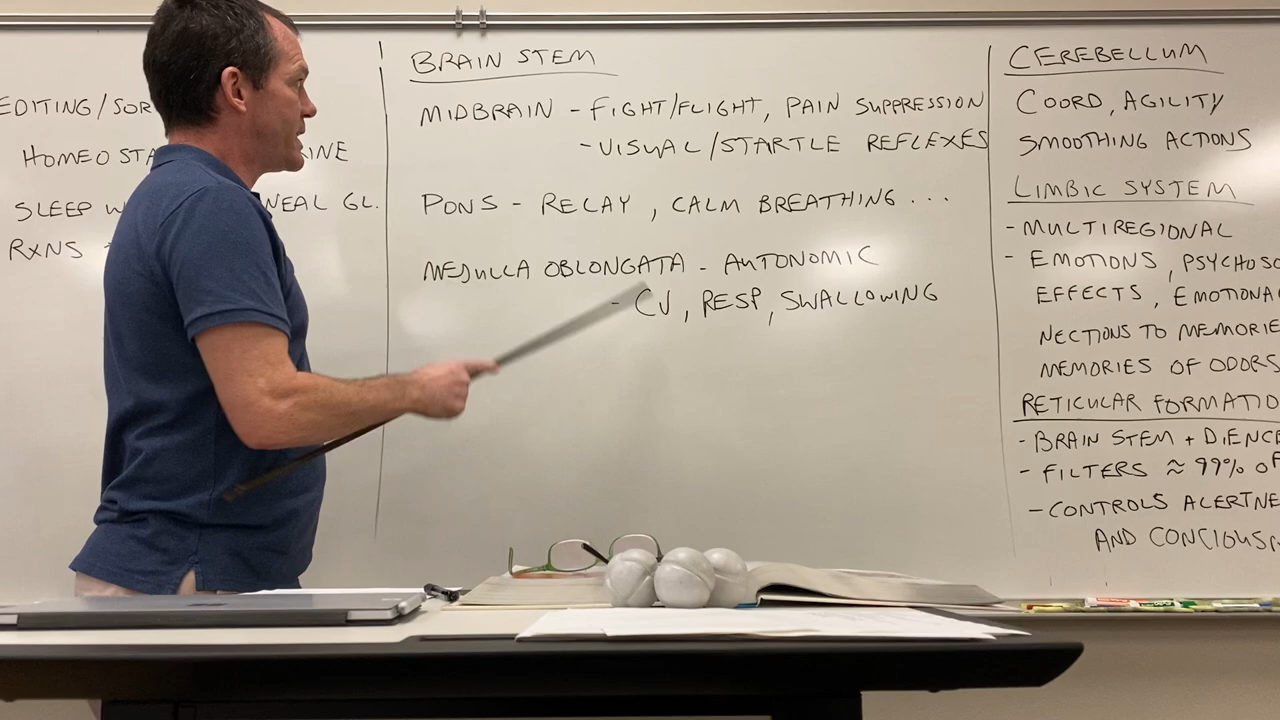 EDITING/SOR
HOMEOSTA INE
SLEEP W NEAL GL.
RXNS
BRAIN STEM
MIDBRAIN - FIGHT/FLIGHT, PAIN SUPPRESSION
- VISUAL/STARTLE REFLEXES
PONS - RELAY, CALM BREATHING...
MEDULLA OBLONGATA - AUTONOMIC
- CV, RESP, SWALLOWING
CEREBELLUM
COORD, AGILITY
SMOOTHING ACTIONS
LIMBIC SYSTEM
- MULTIREGIONAL
- EMOTIONS, PSYCHOSO
EFFECTS, EMOTIONA
NECTIONS TO MEMORIE
MEMORIES OF ODORS
RETICULAR FORMATIO
- BRAIN STEM + DIENCE
- FILTERS ≈ 99% OF
- CONTROLS ALERTNE
AND CONCIOUSN